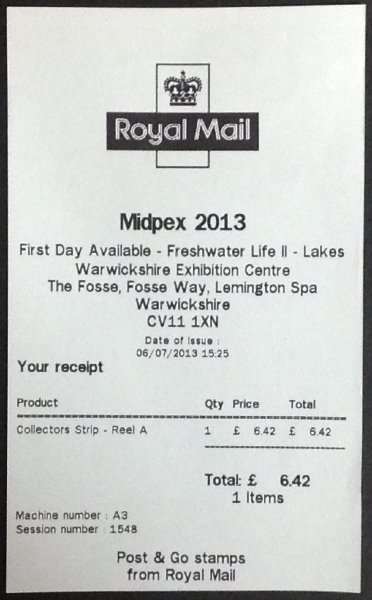 Royal Mail
Midpex 2013
First Day Available - Freshwater Life II - Lakes
Warwickshire Exhibition Centre
The Fosse, Fosse Way, Lemington Spa
Warwickshire
CV11 1XN
Date of Issue :
06/07/2013 15:25
Your receipt
Product Qty Price Total
Collectors Strip - Reel A 1 £ 6.42 £ 6.42
Total: £ 6.42
1 Items
Machine number : A3
Session number : 1548
Post & Go stamps
from Royal Mail